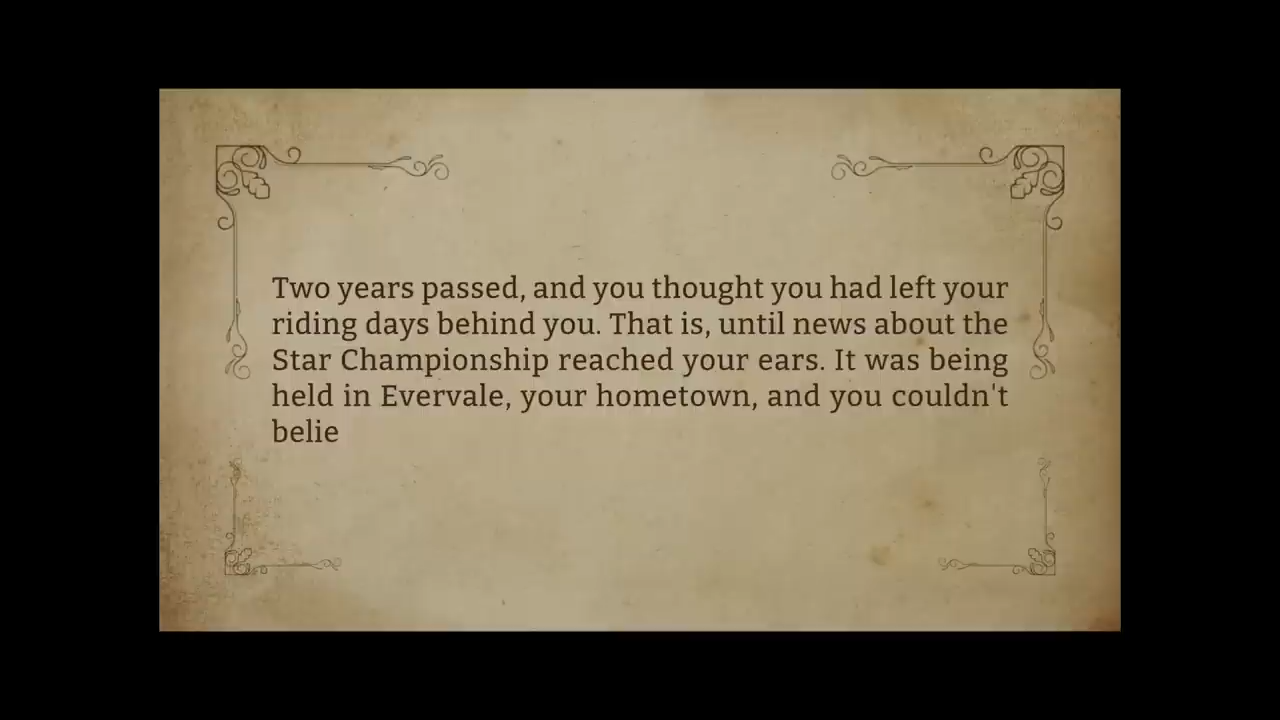 Two years passed, and you thought you had left your
riding days behind you. That is, until news about the
Star Championship reached your ears. It was being
held in Evervale, your hometown, and you couldn't
belie